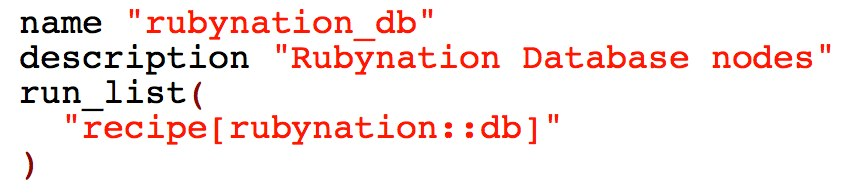 name "rubynation_db"
description "Rubynation Database nodes"
run_list(
  "recipe[rubynation::db]"
)